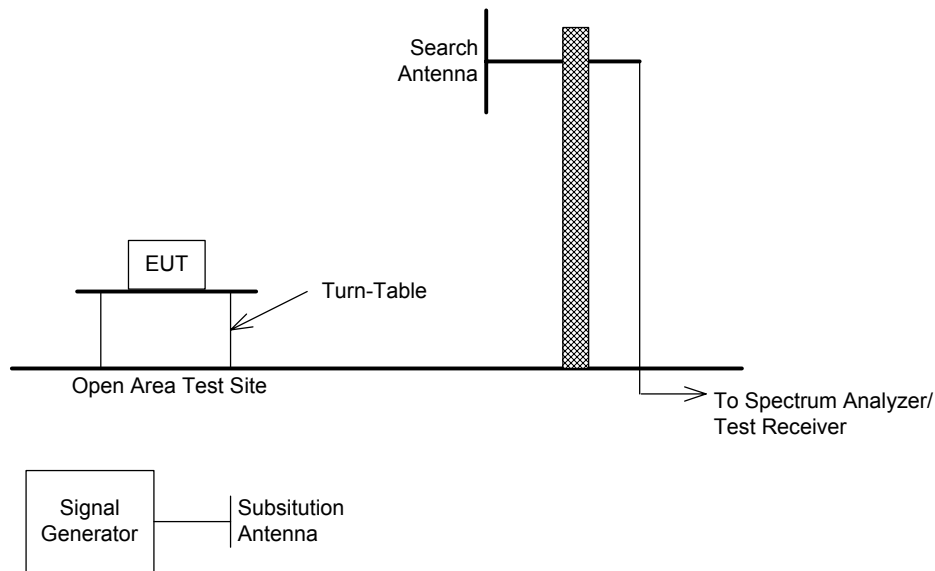 Search
Antenna
EUT
Turn-Table
Open Area Test Site
To Spectrum Analyzer/
Test Receiver
Signal
Generator
Subsitution
Antenna